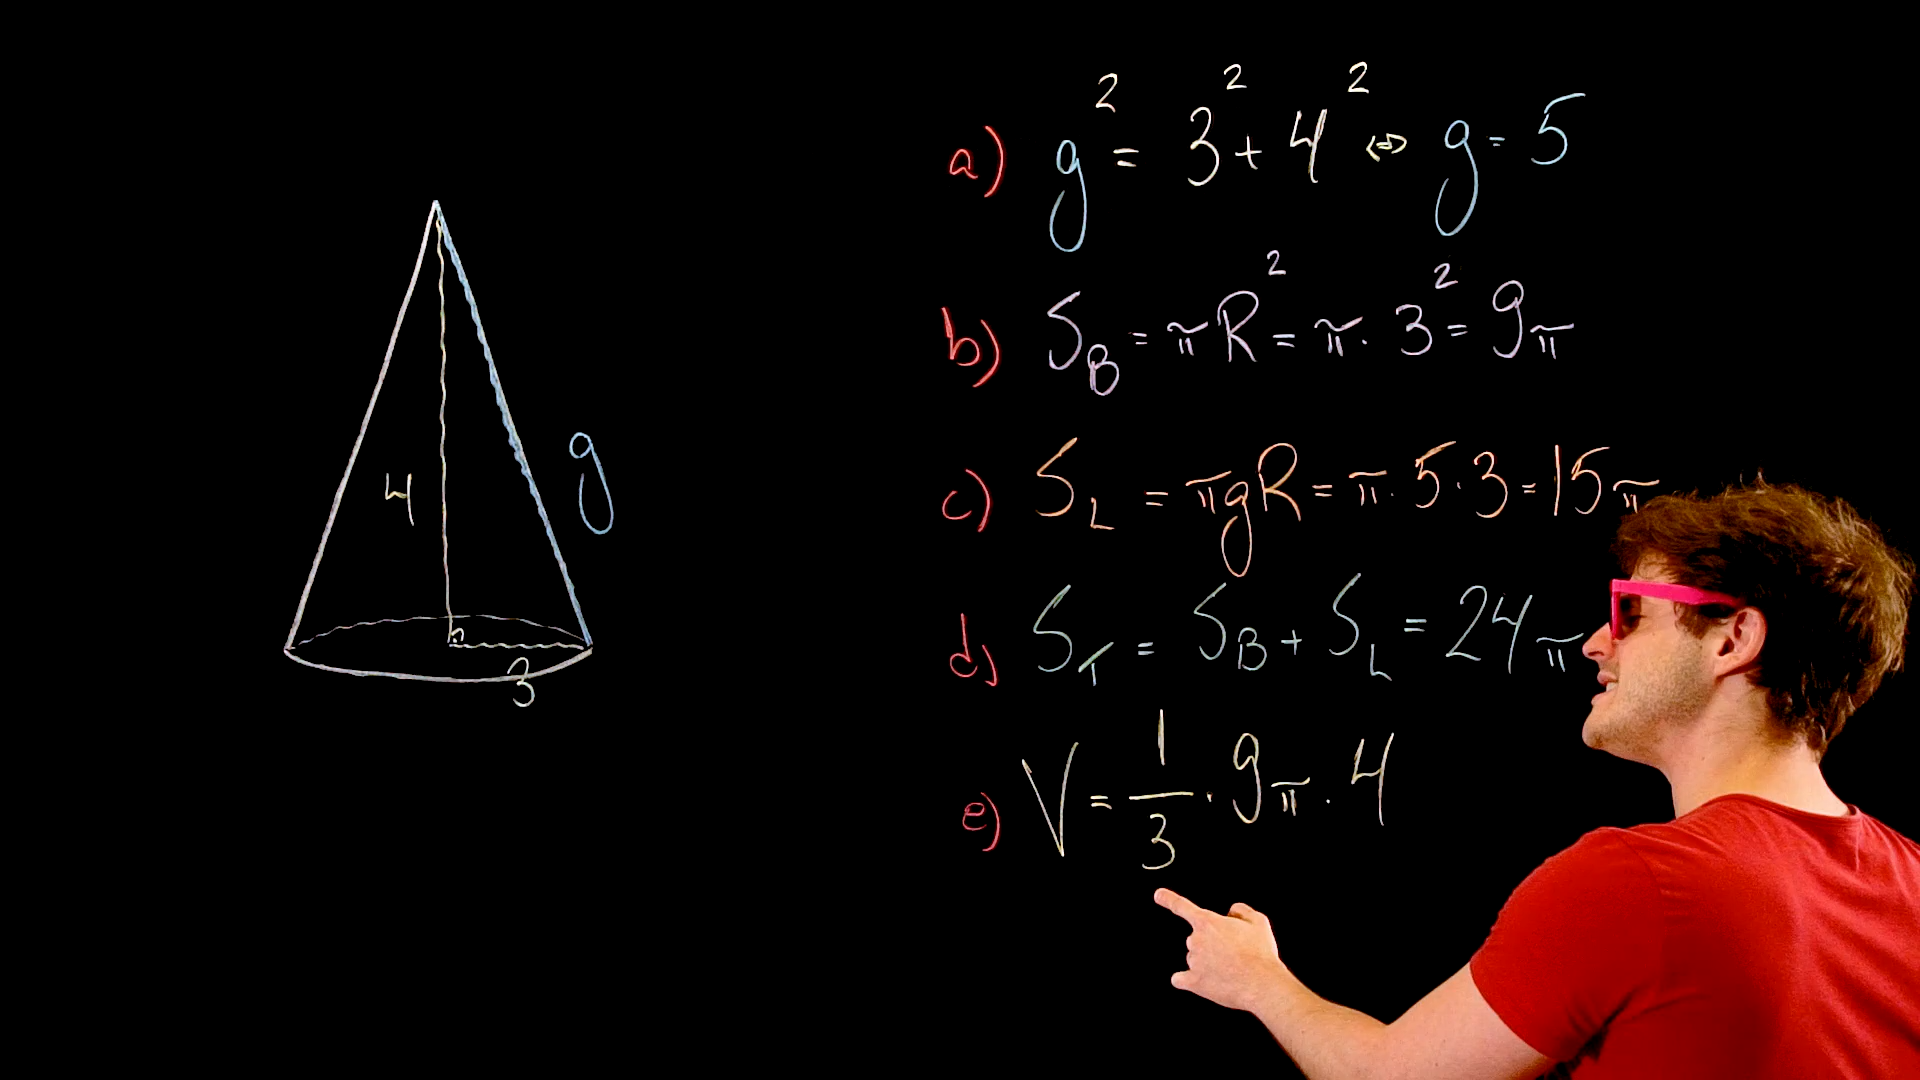 4
g
3
a) g² = 3² + 4² ⇔ g = 5
b) S_B = πR² = π · 3² = 9π
c) S_L = πgR = π · 5 · 3 = 15π
d) S_T = S_B + S_L = 24π
e) V = 1/3 · 9π · 4